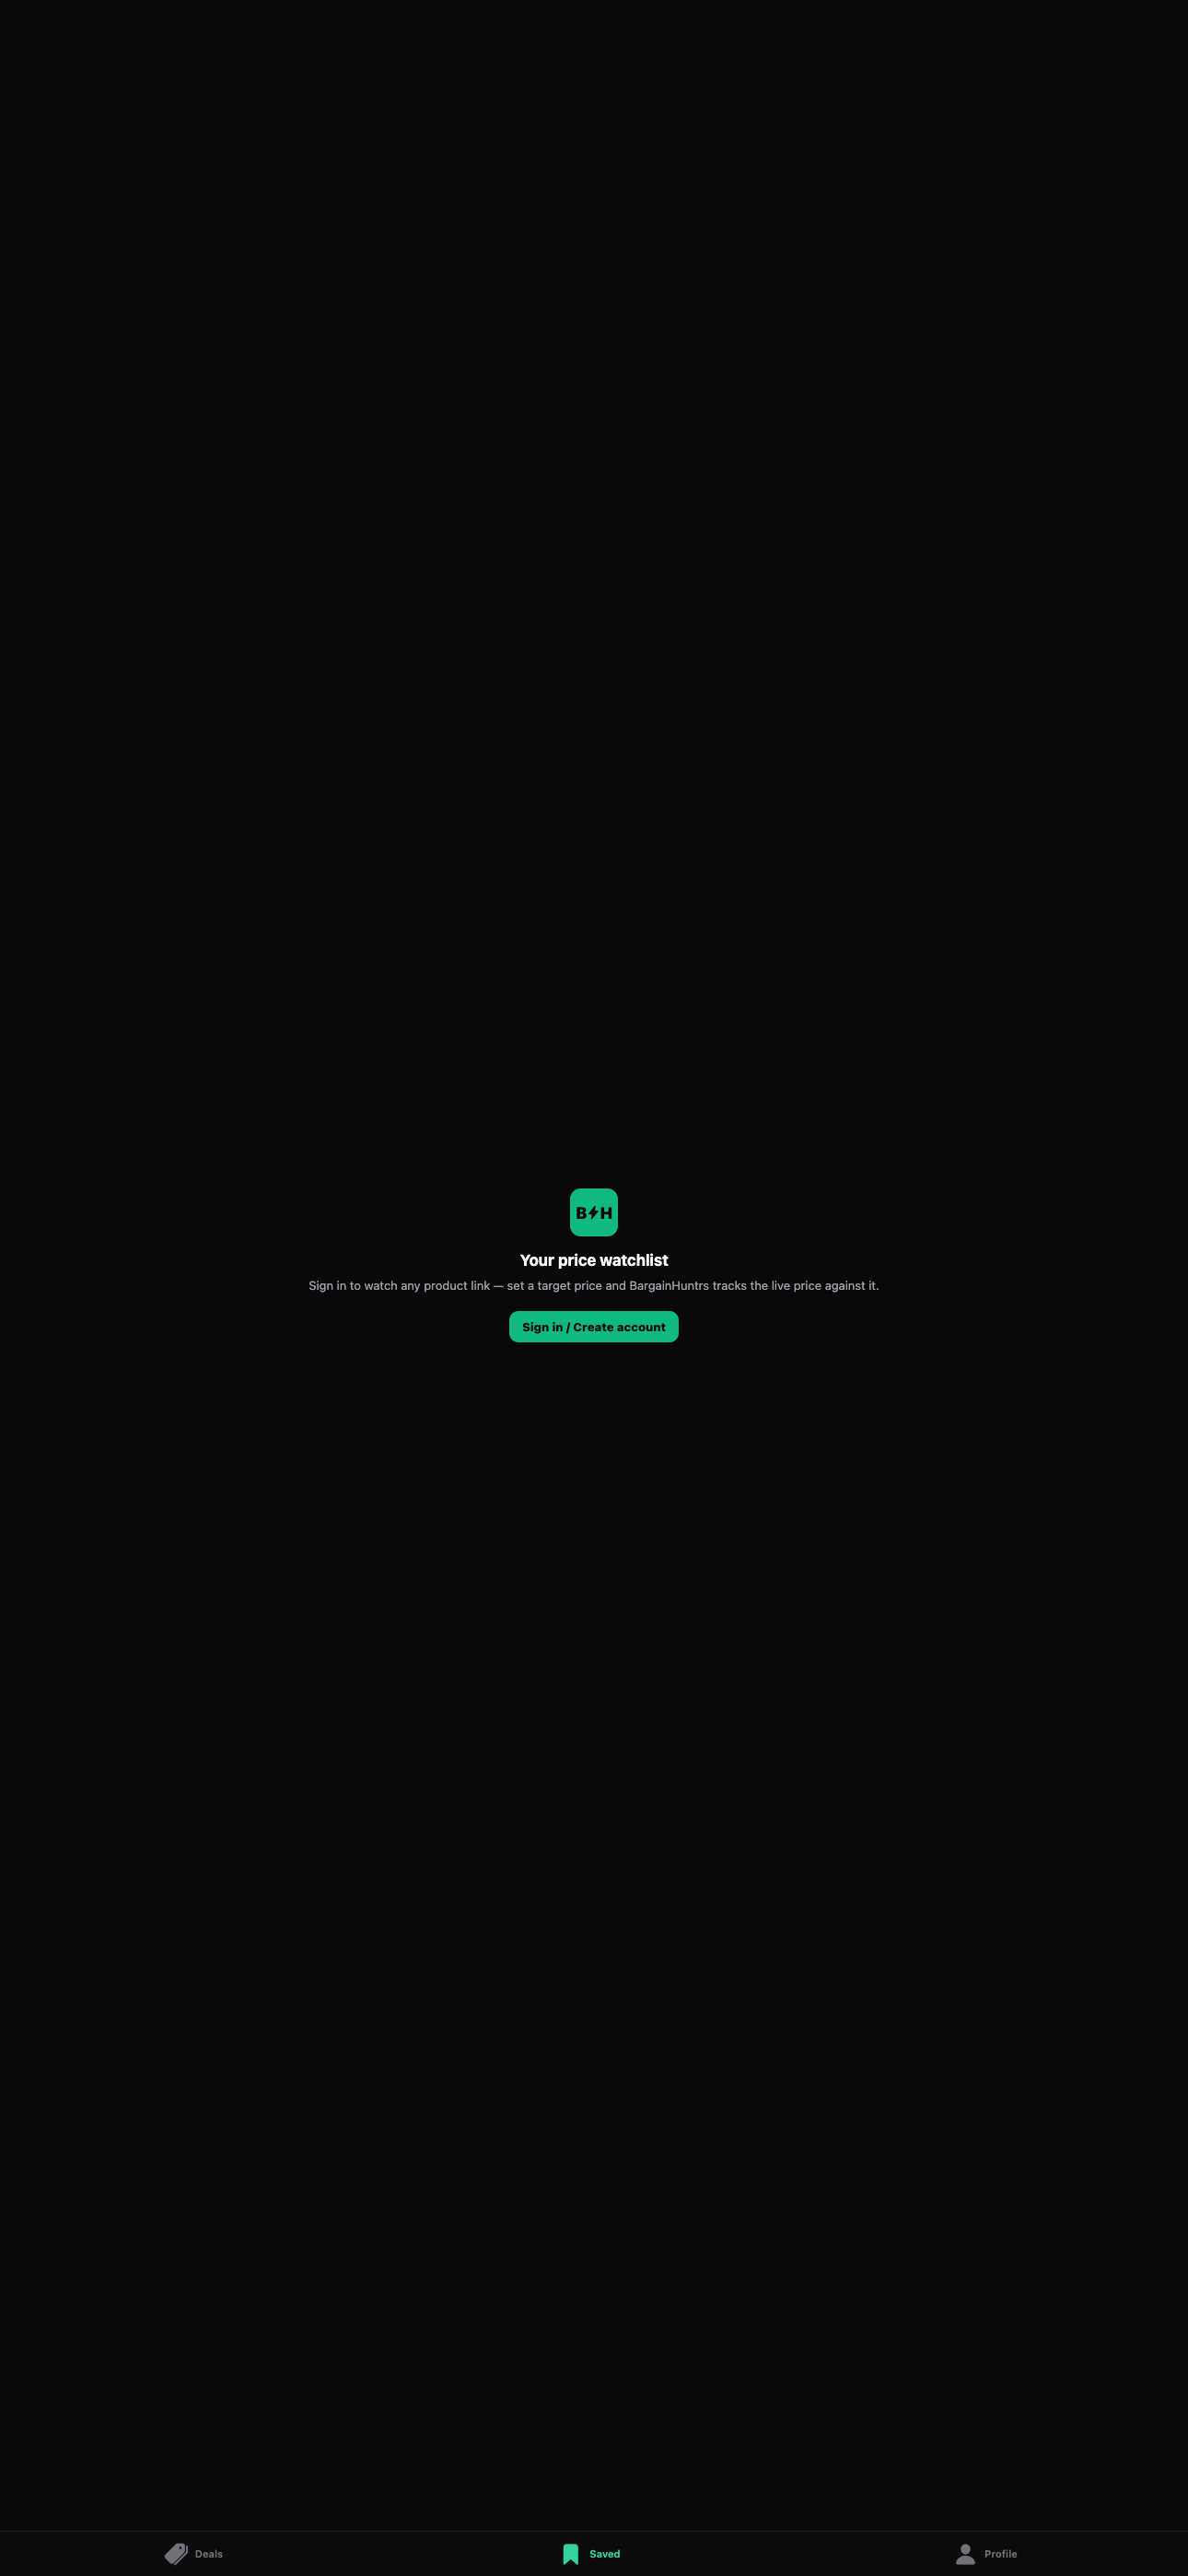 B⚡H
Your price watchlist
Sign in to watch any product link — set a target price and BargainHuntrs tracks the live price against it.
Sign in / Create account
Deals
Saved
Profile